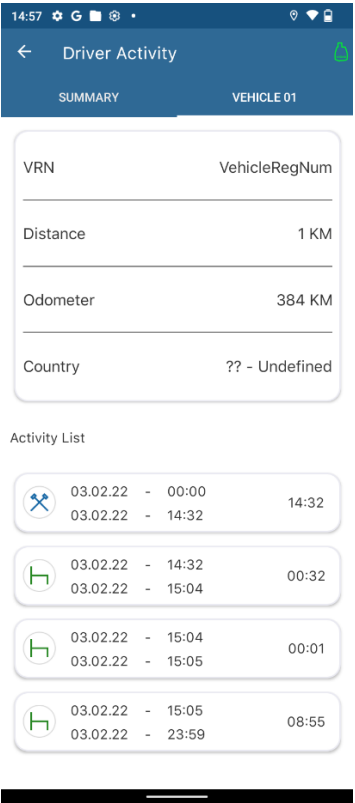 14:57 G
Driver Activity
SUMMARY VEHICLE 01
VRN VehicleRegNum
Distance 1 KM
Odometer 384 KM
Country ?? - Undefined
Activity List
03.02.22 - 00:00
03.02.22 - 14:32
14:32
03.02.22 - 14:32
03.02.22 - 15:04
00:32
03.02.22 - 15:04
03.02.22 - 15:05
00:01
03.02.22 - 15:05
03.02.22 - 23:59
08:55